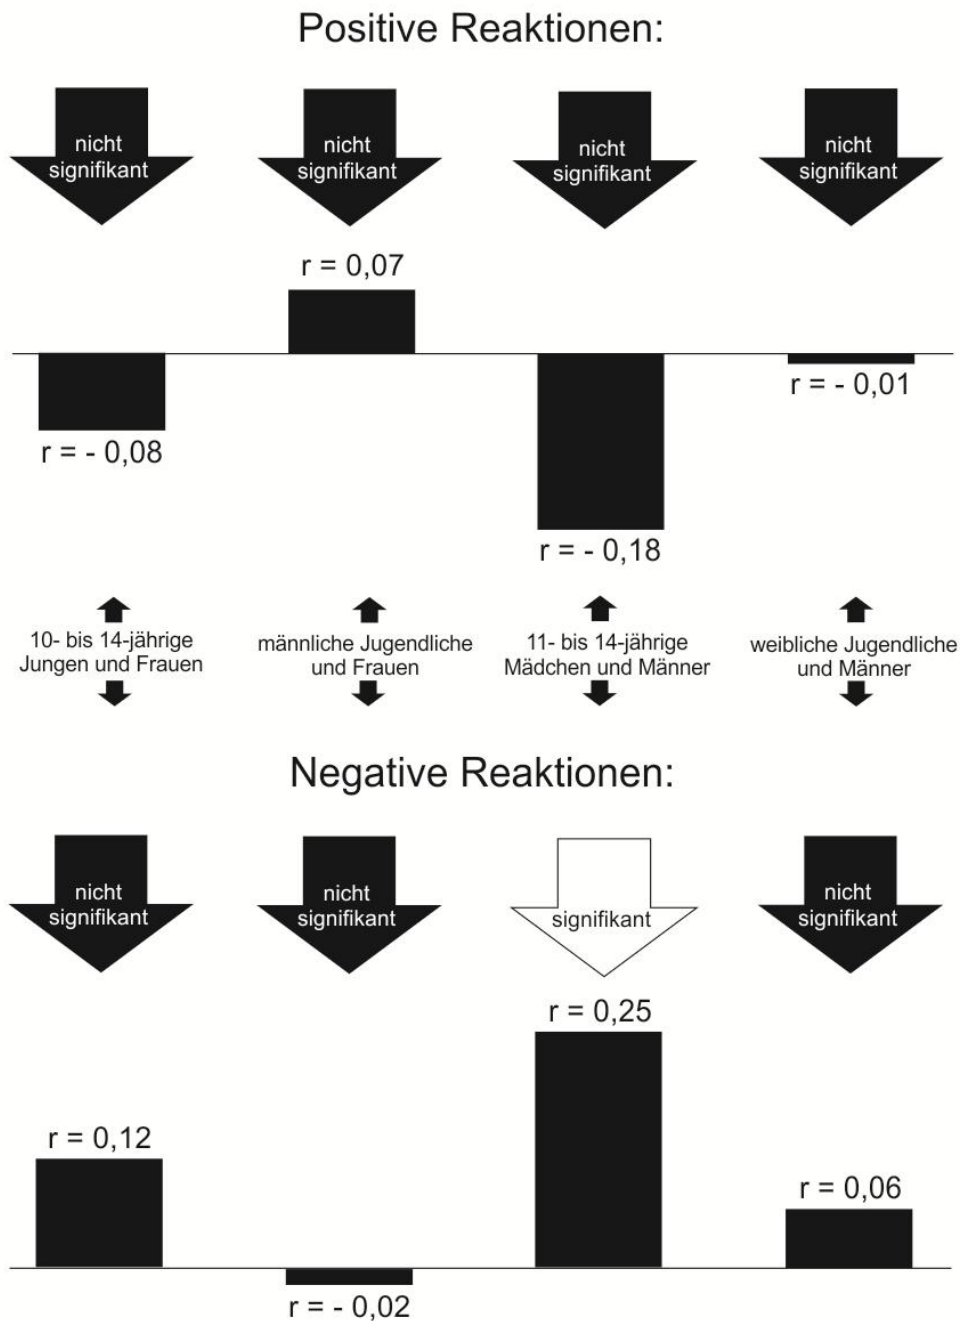 Positive Reaktionen:
nicht
signifikant
nicht
signifikant
nicht
signifikant
nicht
signifikant
r = 0,07
r = - 0,01
r = - 0,08
r = - 0,18
10- bis 14-jährige
Jungen und Frauen
männliche Jugendliche
und Frauen
11- bis 14-jährige
Mädchen und Männer
weibliche Jugendliche
und Männer
Negative Reaktionen:
nicht
signifikant
nicht
signifikant
signifikant
nicht
signifikant
r = 0,25
r = 0,12
r = 0,06
r = - 0,02